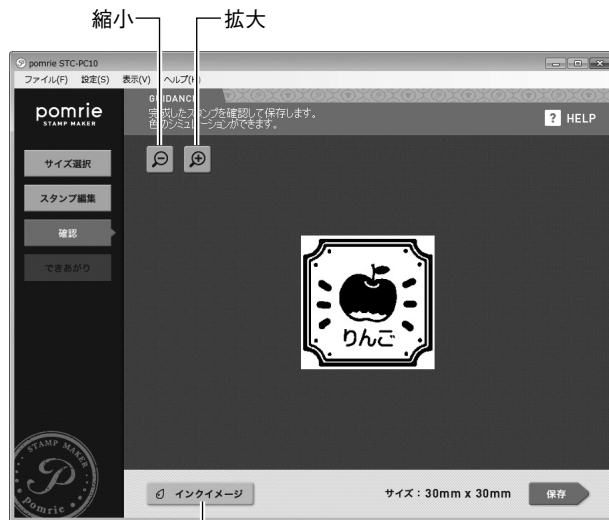 縮小 拡大
pomrie STC-PC10
ファイル(F) 設定(S) 表示(V) ヘルプ(H)
GUIDANCE
完成したスタンプを確認して保存します。
色のシミュレーションができます。
? HELP
pomrie
STAMP MAKER
サイズ選択
スタンプ編集
確認
できあがり
りんご
STAMP MAKER
P
Pomrie
インクイメージ
サイズ：30mm x 30mm
保存